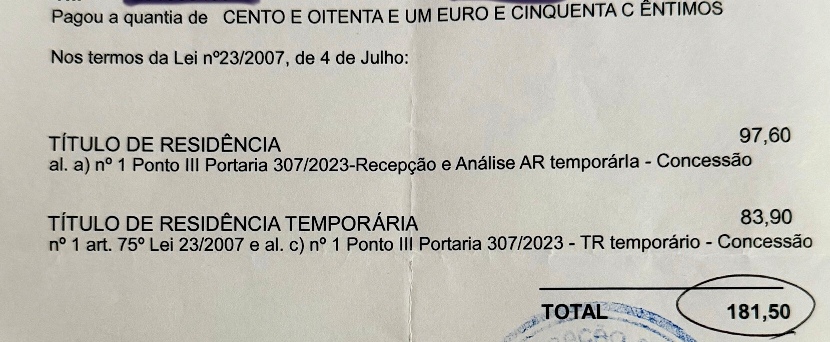 Pagou a quantia de CENTO E OITENTA E UM EURO E CINQUENTA C ÊNTIMOS
Nos termos da Lei nº23/2007, de 4 de Julho:
TÍTULO DE RESIDÊNCIA 97,60
al. a) nº 1 Ponto III Portaria 307/2023-Recepção e Análise AR temporárla - Concessão
TÍTULO DE RESIDÊNCIA TEMPORÁRIA 83,90
nº 1 art. 75º Lei 23/2007 e al. c) nº 1 Ponto III Portaria 307/2023 - TR temporário - Concessão
TOTAL 181,50